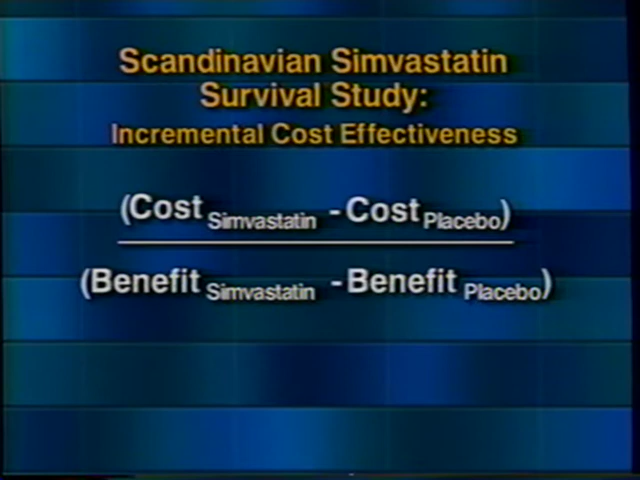 Scandinavian Simvastatin
Survival Study:
Incremental Cost Effectiveness
(Cost Simvastatin - Cost Placebo)
(Benefit Simvastatin - Benefit Placebo)